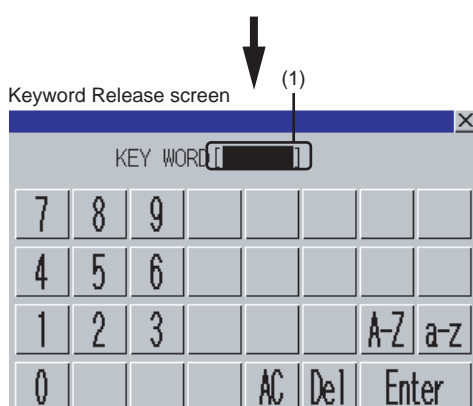 (1)
Keyword Release screen
KEY WORD [ ]
7 8 9
4 5 6
1 2 3 A-Z a-z
0 AC Del Enter